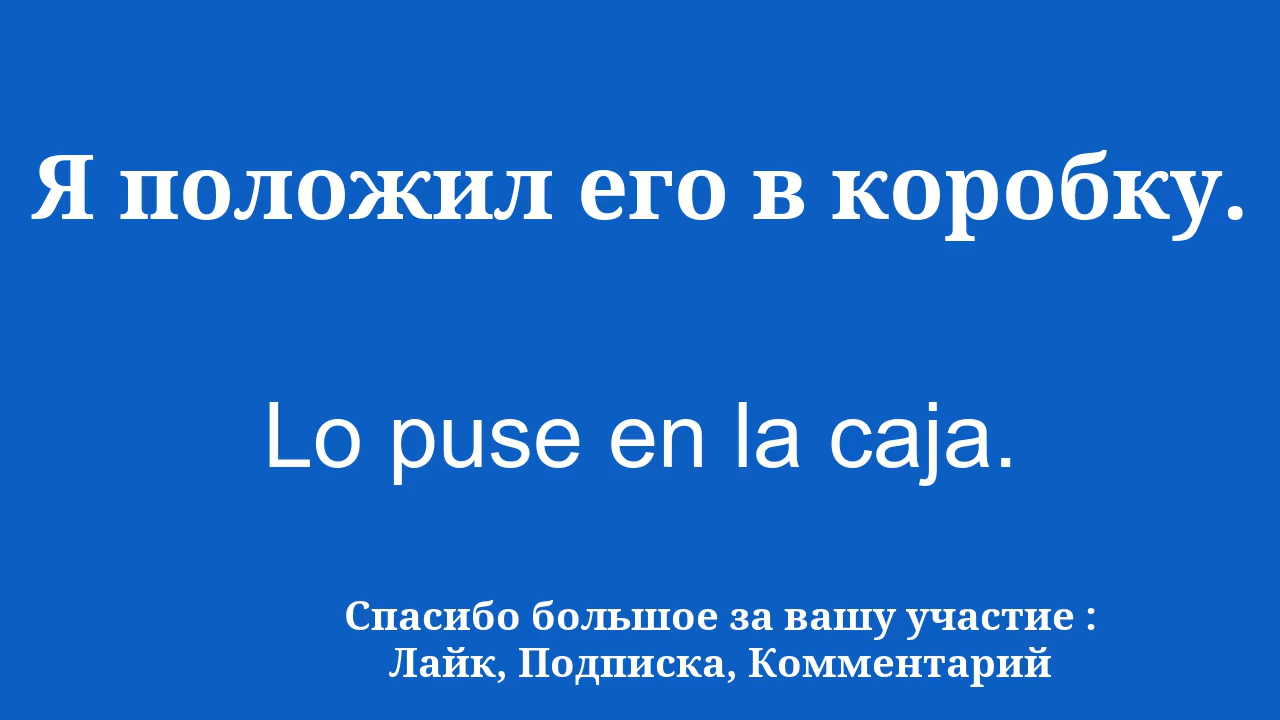 Я положил его в коробку.
Lo puse en la caja.
Спасибо большое за вашу участие :
Лайк, Подписка, Комментарий